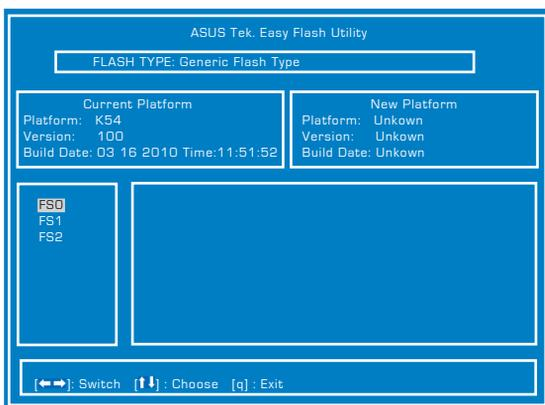 ASUS Tek. Easy Flash Utility
FLASH TYPE: Generic Flash Type
Current Platform
Platform: K54
Version: 100
Build Date: 03 16 2010 Time:11:51:52
New Platform
Platform: Unkown
Version: Unkown
Build Date: Unkown
FS0
FS1
FS2
[←→]: Switch [↑↓] : Choose [q] : Exit